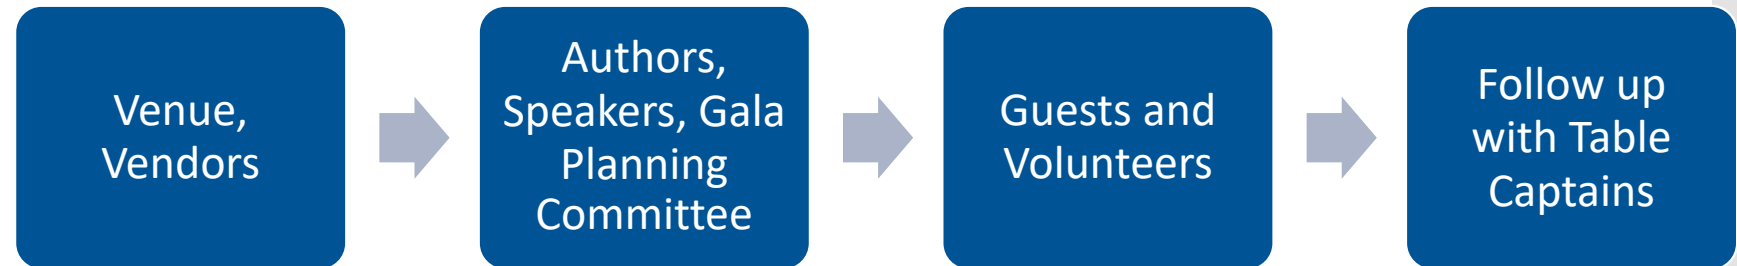 Venue,
Vendors
Authors,
Speakers, Gala
Planning
Committee
Guests and
Volunteers
Follow up
with Table
Captains